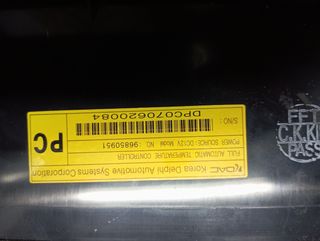 KDAC Korea Delphi Automotive Systems Corporation
FULL AUTOMATIC TEMPERATURE CONTROLLER
POWER SOURCE: DC12V Model NO.: 96850951
S/NO :
DPC070620084
PC
FFT
C.K.KIM
PASS